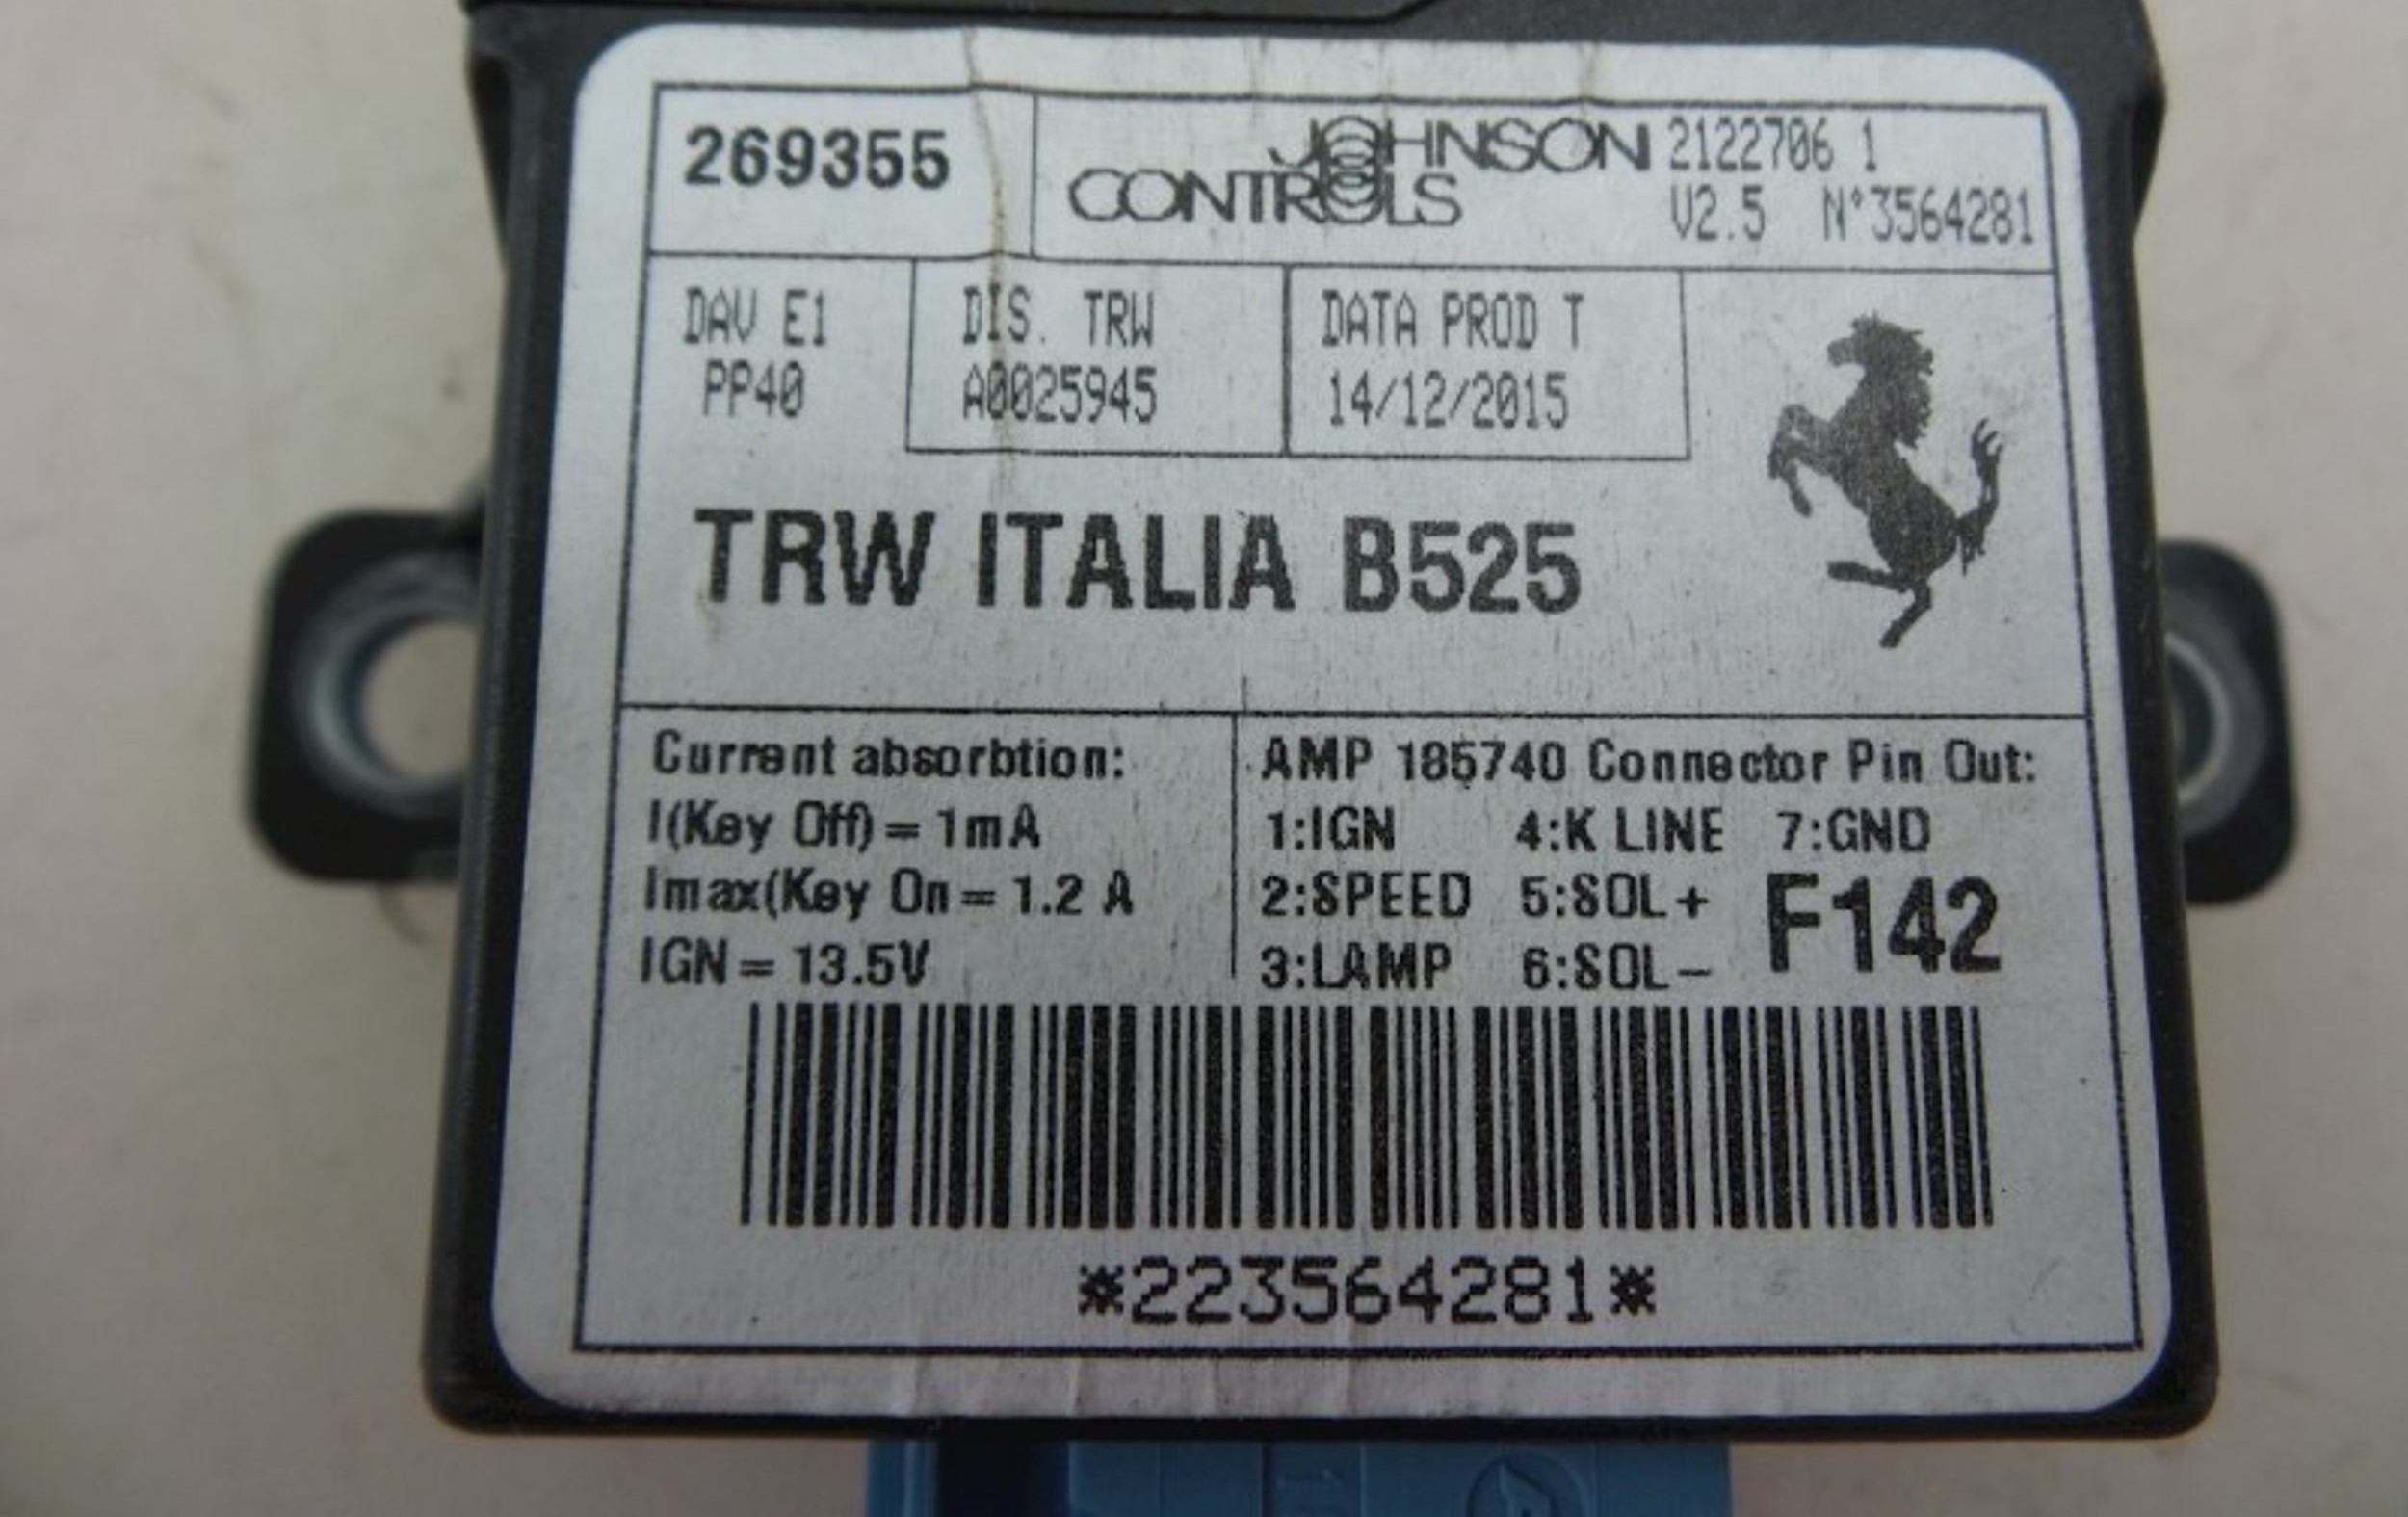 269355
JOHNSON CONTROLS
2122706 1
V2.5 N°3564281
DAV E1
PP40
DIS. TRW
A0025945
DATA PROD T
14/12/2015
TRW ITALIA B525
Current absorbtion:
I(Key Off) = 1mA
Imax(Key On = 1.2 A
IGN = 13.5V
AMP 185740 Connector Pin Out:
1:IGN 4:K LINE 7:GND
2:SPEED 5:SOL+
3:LAMP 6:SOL-
F142
*223564281*